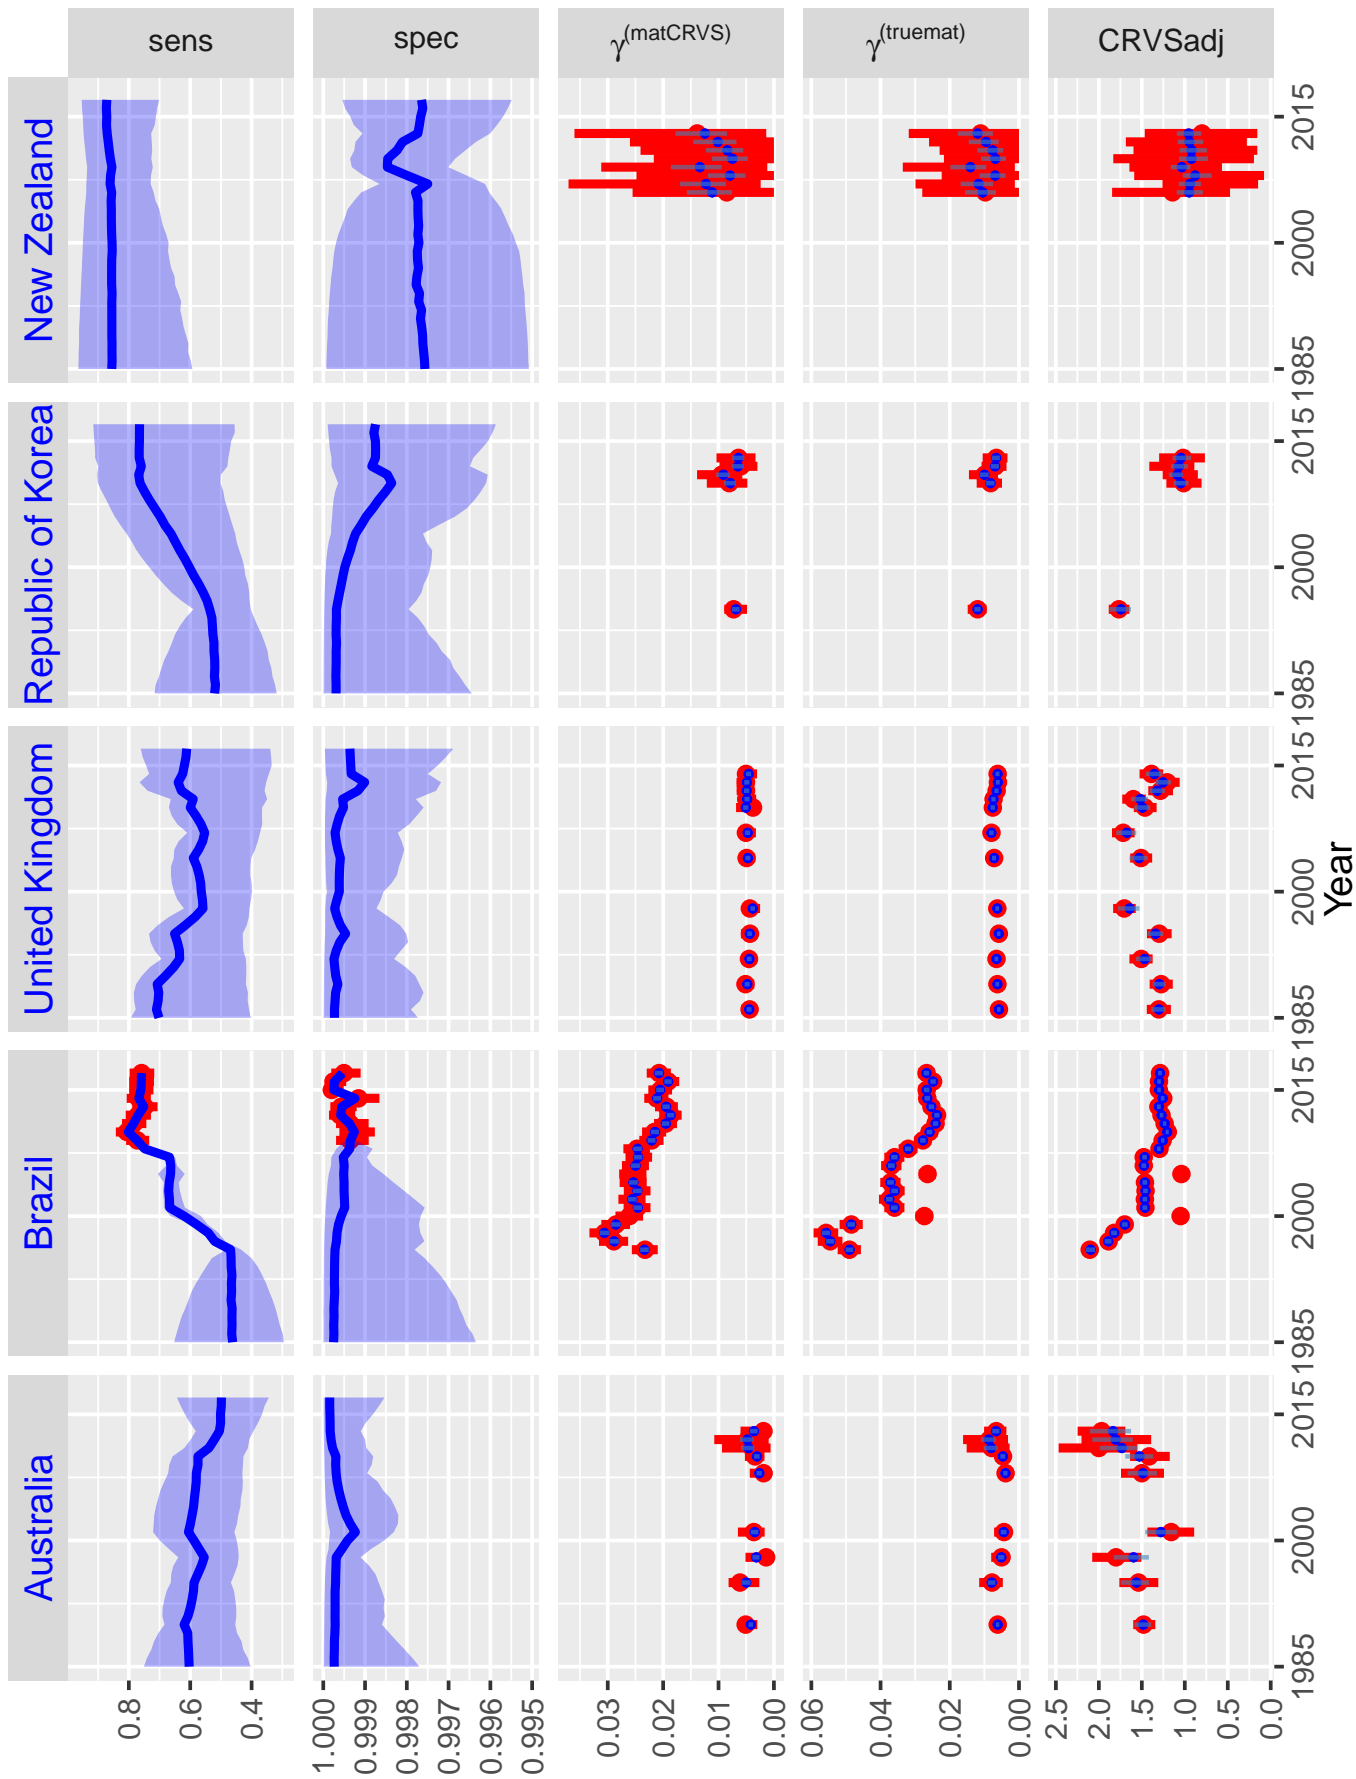 Australia
Brazil
United Kingdom
Republic of Korea
New Zealand
sens
0.8
0.6
0.4
spec
1.000
0.999
0.998
0.997
0.996
0.995
γ(matCRVS)
0.03
0.02
0.01
0.00
γ(truemat)
0.06
0.04
0.02
0.00
CRVSadj
2.5
2.0
1.5
1.0
0.5
0.0
1985 2000 2015
1985 2000 2015
1985 2000 2015
1985 2000 2015
1985 2000 2015
Year